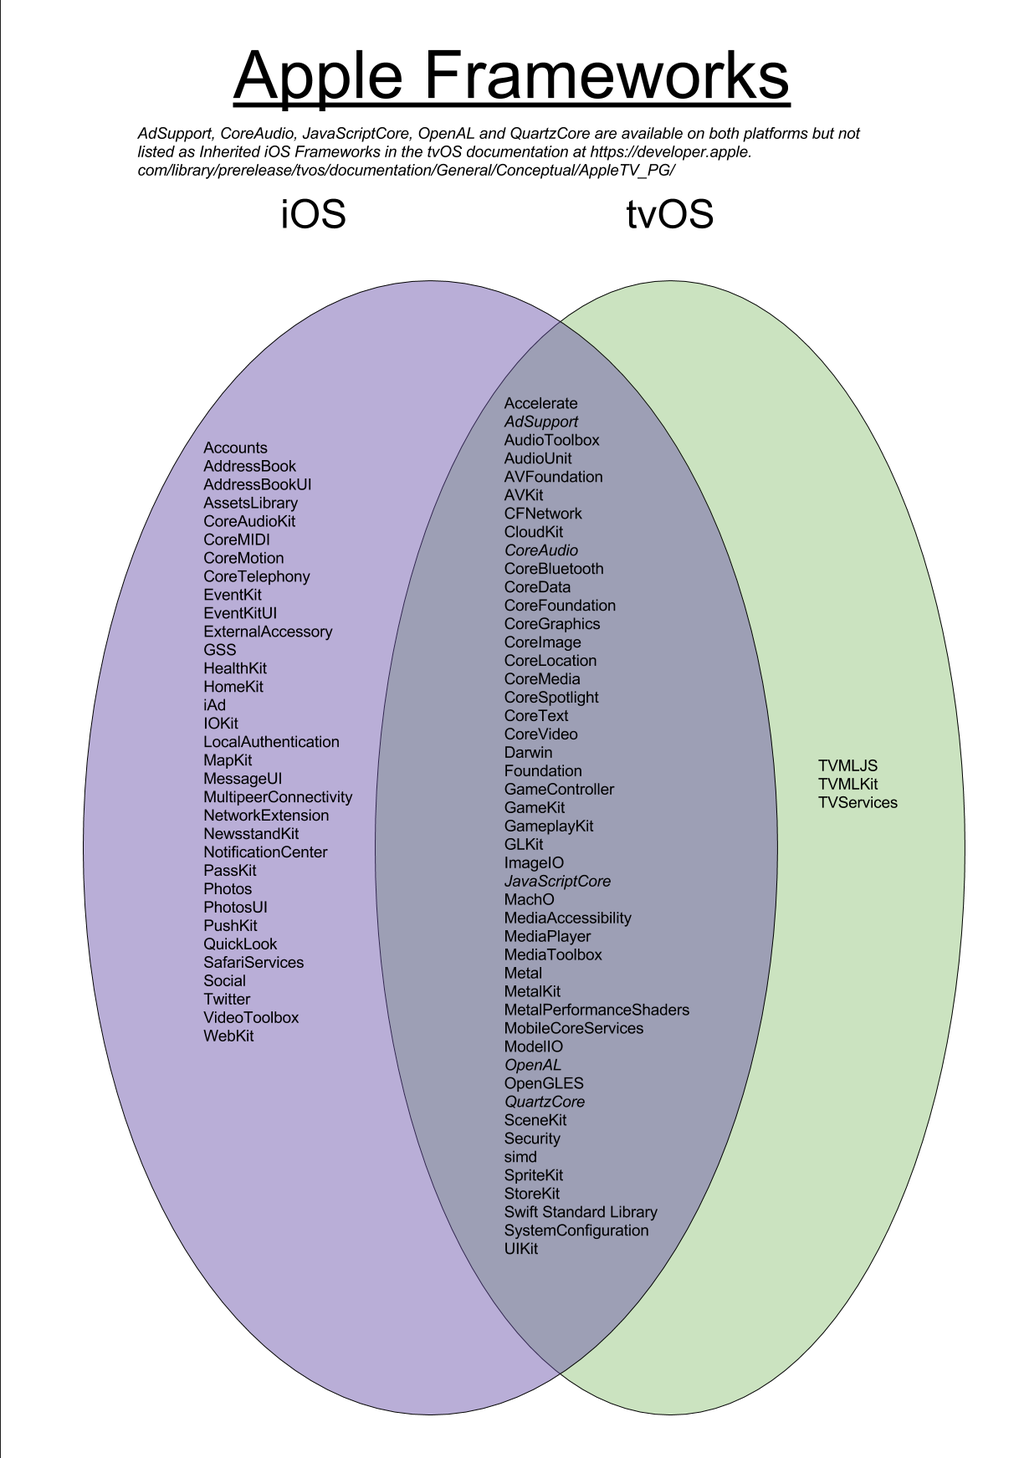 Apple Frameworks
AdSupport, CoreAudio, JavaScriptCore, OpenAL and QuartzCore are available on both platforms but not
listed as Inherited iOS Frameworks in the tvOS documentation at https://developer.apple.
com/library/prerelease/tvos/documentation/General/Conceptual/AppleTV_PG/
iOS
tvOS
Accounts
AddressBook
AddressBookUI
AssetsLibrary
CoreAudioKit
CoreMIDI
CoreMotion
CoreTelephony
EventKit
EventKitUI
ExternalAccessory
GSS
HealthKit
HomeKit
iAd
IOKit
LocalAuthentication
MapKit
MessageUI
MultipeerConnectivity
NetworkExtension
NewsstandKit
NotificationCenter
PassKit
Photos
PhotosUI
PushKit
QuickLook
SafariServices
Social
Twitter
VideoToolbox
WebKit
Accelerate
AdSupport
AudioToolbox
AudioUnit
AVFoundation
AVKit
CFNetwork
CloudKit
CoreAudio
CoreBluetooth
CoreData
CoreFoundation
CoreGraphics
CoreImage
CoreLocation
CoreMedia
CoreSpotlight
CoreText
CoreVideo
Darwin
Foundation
GameController
GameKit
GameplayKit
GLKit
ImageIO
JavaScriptCore
MachO
MediaAccessibility
MediaPlayer
MediaToolbox
Metal
MetalKit
MetalPerformanceShaders
MobileCoreServices
ModelIO
OpenAL
OpenGLES
QuartzCore
SceneKit
Security
simd
SpriteKit
StoreKit
Swift Standard Library
SystemConfiguration
UIKit
TVMLJS
TVMLKit
TVServices